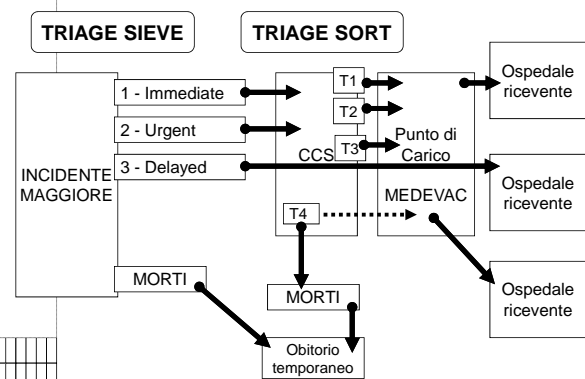 TRIAGE SIEVE
TRIAGE SORT
INCIDENTE
MAGGIORE
1 - Immediate
2 - Urgent
3 - Delayed
MORTI
CCS
T1
T2
T3
T4
MORTI
Obitorio
temporaneo
Punto di
Carico
MEDEVAC
Ospedale
ricevente
Ospedale
ricevente
Ospedale
ricevente